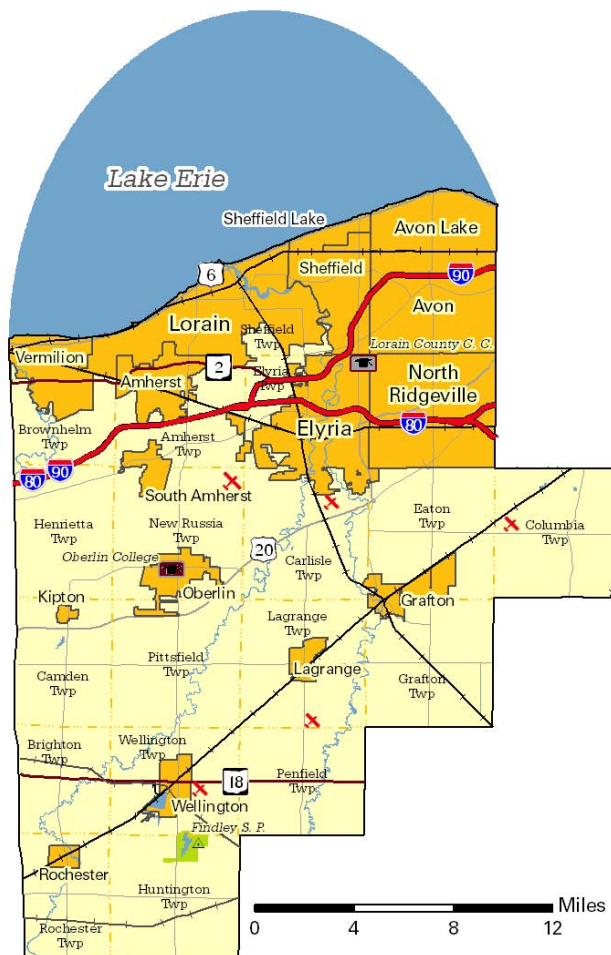 Lake Erie
Sheffield Lake
Avon Lake
6
Sheffield
90
Avon
Lorain
Sheffield
Twp
Lorain County C. C.
Vermilion
2
Elyria
Twp
Amherst
North
Ridgeville
80
Elyria
Brownhelm
Twp
Amherst
Twp
80
90
South Amherst
Henrietta
Twp
New Russia
Twp
Eaton
Twp
Columbia
Twp
20
Oberlin College
Carlisle
Twp
Kipton
Oberlin
Grafton
Lagrange
Twp
Pittsfield
Twp
Lagrange
Camden
Twp
Grafton
Twp
Brighton
Twp
Wellington
Twp
18
Penfield
Twp
Wellington
Findley S. P.
Rochester
Huntington
Twp
Rochester
Twp
Miles
0 4 8 12